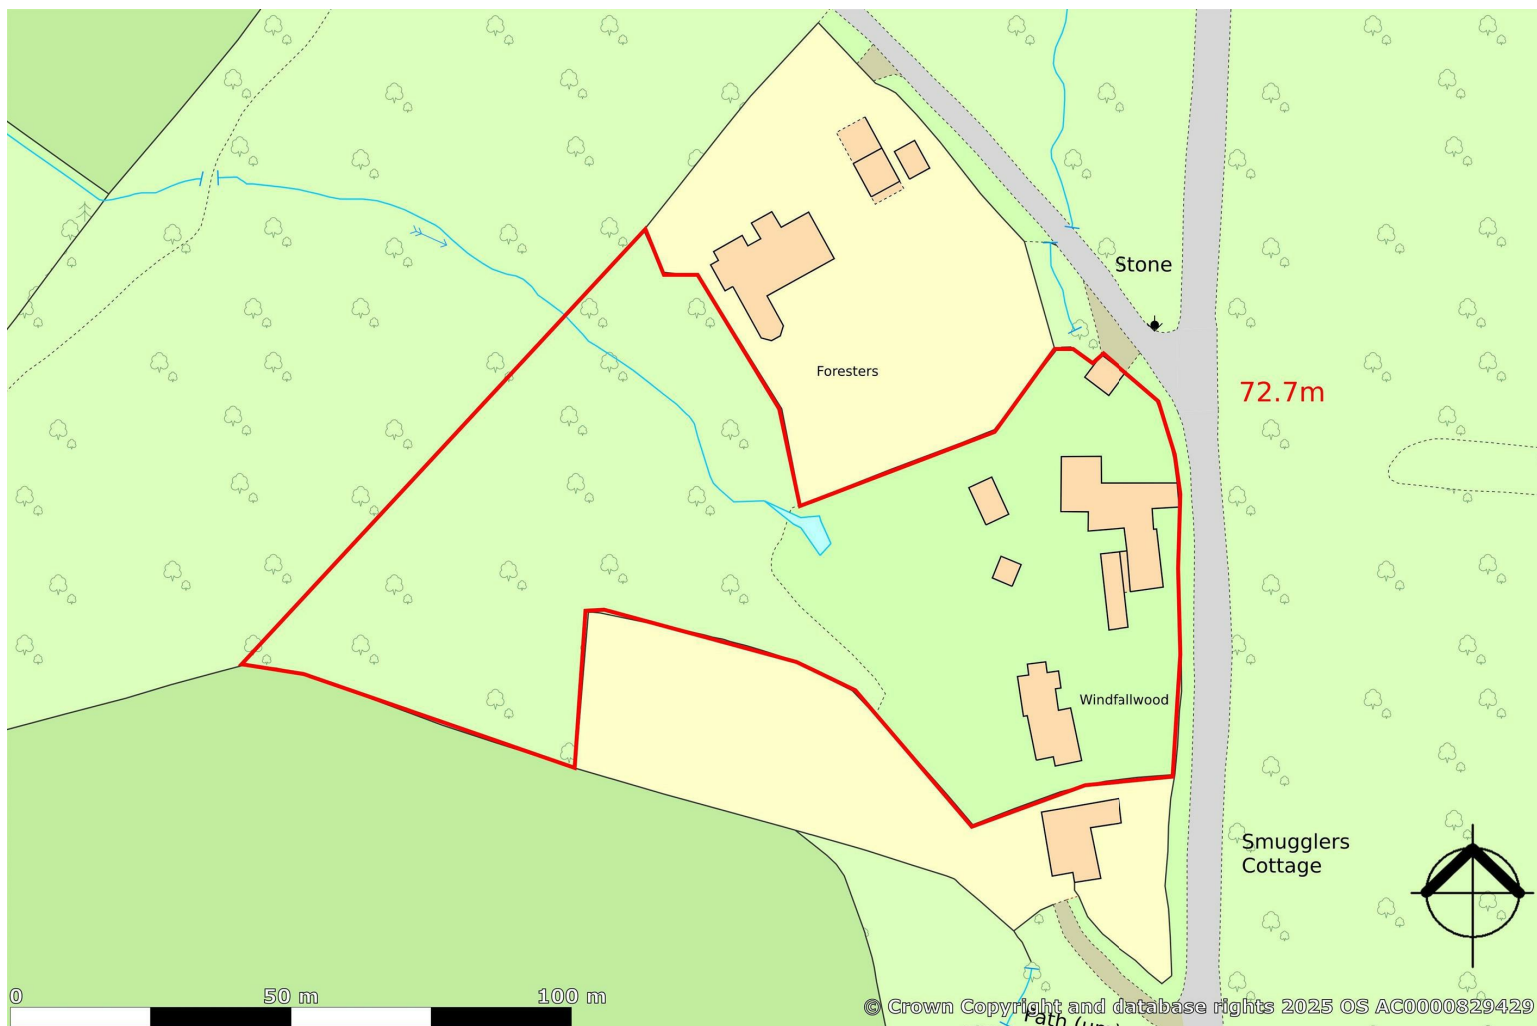 Stone
Foresters
72.7m
Windfallwood
Smugglers
Cottage
0 50 m 100 m
© Crown Copyright and database rights 2025 OS AC0000829429
Path (um)